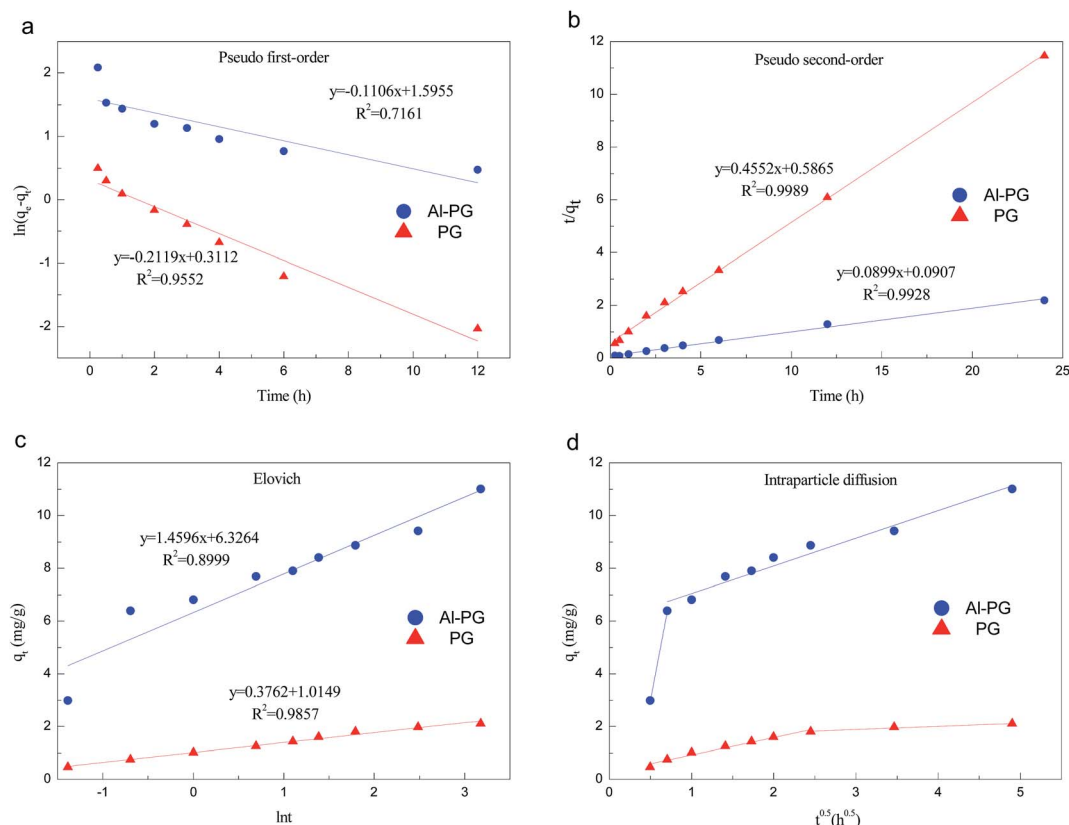 a
Pseudo first-order
y=-0.1106x+1.5955
R²=0.7161
Al-PG
PG
y=-0.2119x+0.3112
R²=0.9552
ln(qₑ-qₜ)
2
1
0
-1
-2
0 2 4 6 8 10 12
Time (h)
b
Pseudo second-order
y=0.4552x+0.5865
R²=0.9989
Al-PG
PG
y=0.0899x+0.0907
R²=0.9928
t/qₜ
12
10
8
6
4
2
0
0 5 10 15 20 25
Time (h)
c
Elovich
y=1.4596x+6.3264
R²=0.8999
Al-PG
PG
y=0.3762+1.0149
R²=0.9857
qₜ (mg/g)
12
10
8
6
4
2
0
-1 0 1 2 3
lnt
d
Intraparticle diffusion
Al-PG
PG
qₜ (mg/g)
12
10
8
6
4
2
0
0 1 2 3 4 5
t⁰·⁵(h⁰·⁵)